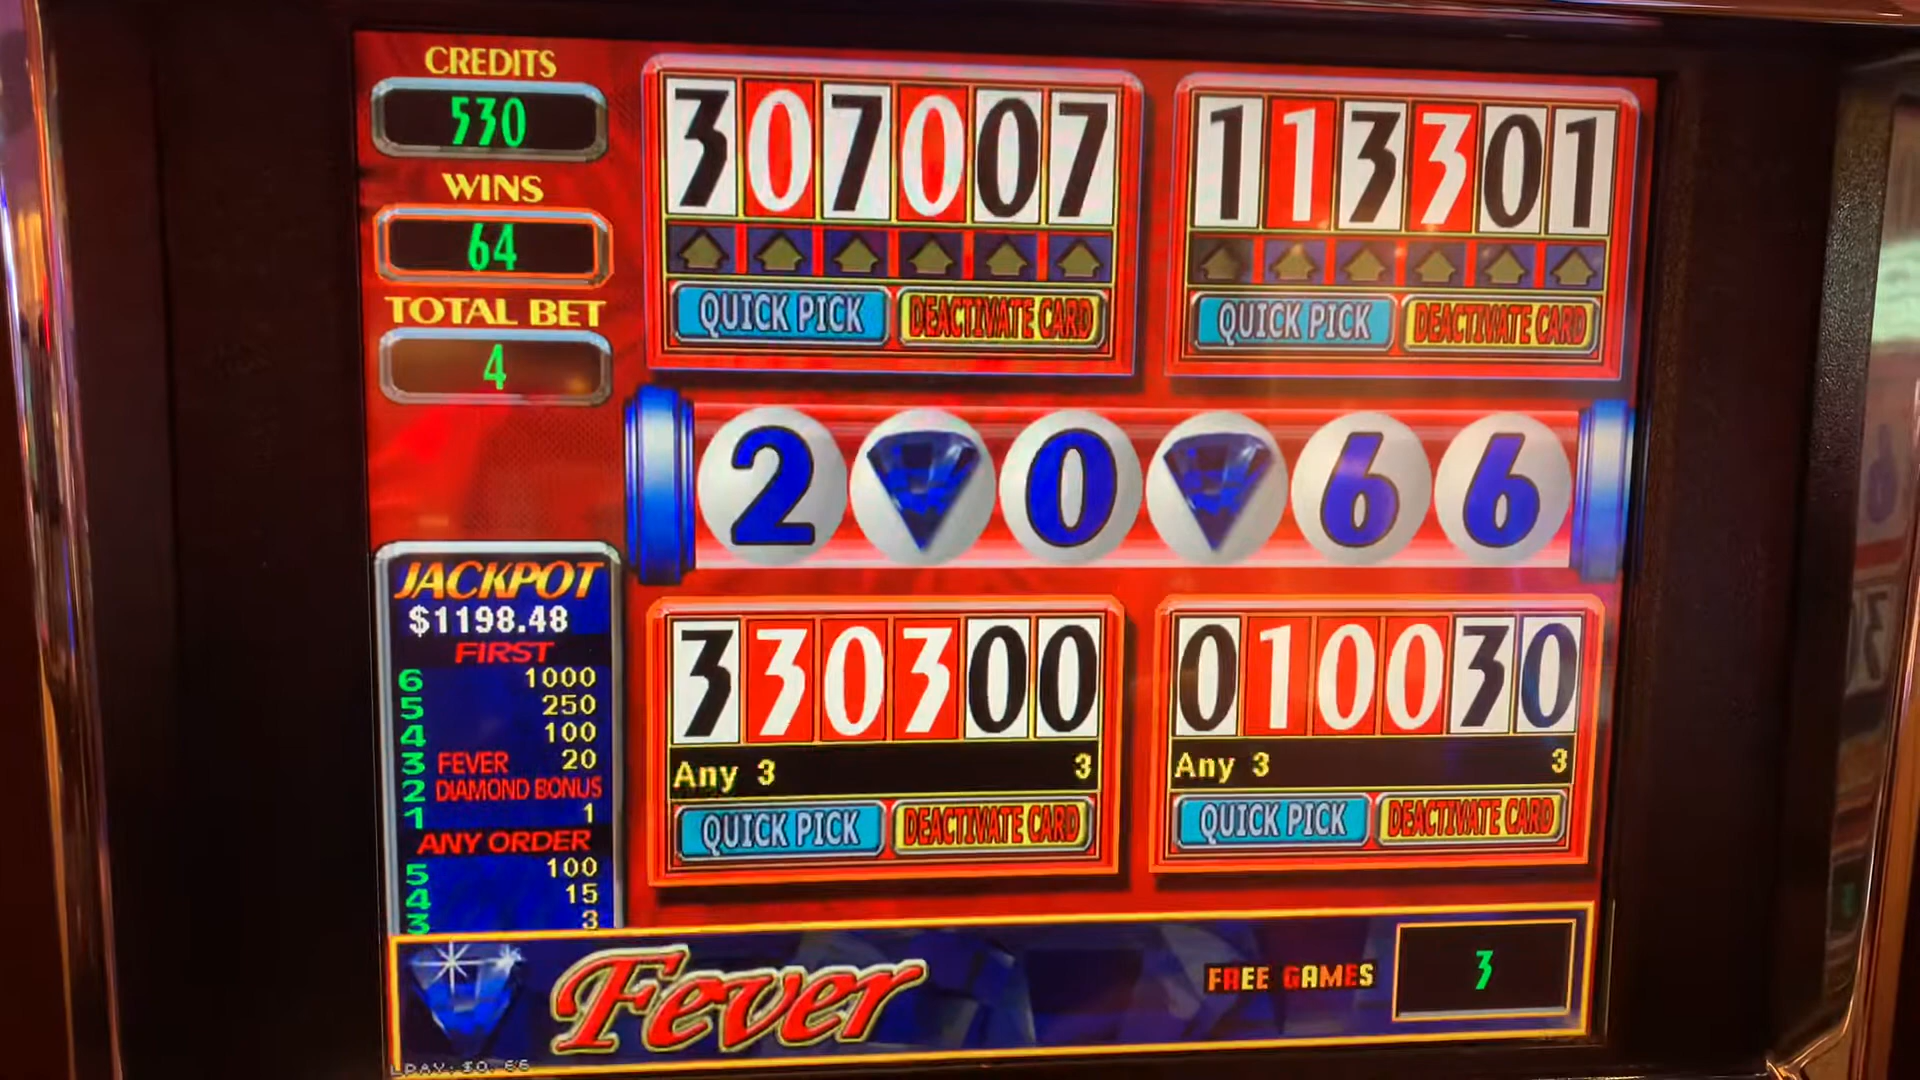 CREDITS
530
WINS
64
TOTAL BET
4
307007
QUICK PICK DEACTIVATE CARD
113301
QUICK PICK DEACTIVATE CARD
2 0 6 6
JACKPOT
$1198.48
FIRST
6 1000
5 250
4 100
3 FEVER 20
2 DIAMOND BONUS
1 1
ANY ORDER
5 100
4 15
3 3
330300
Any 3 3
QUICK PICK DEACTIVATE CARD
010030
Any 3 3
QUICK PICK DEACTIVATE CARD
Fever
FREE GAMES 3
LPAY:$0.66